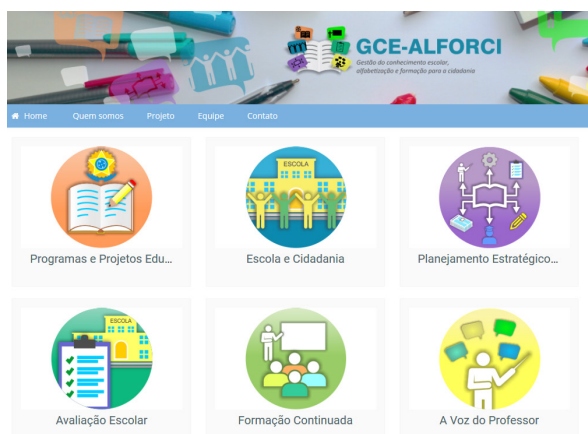 GCE-ALFORCI
Gestão do conhecimento escolar,
alfabetização e formação para a cidadania
Home Quem somos Projeto Equipe Contato
ESCOLA
Programas e Projetos Edu... Escola e Cidadania Planejamento Estratégico...
ESCOLA
Avaliação Escolar Formação Continuada A Voz do Professor